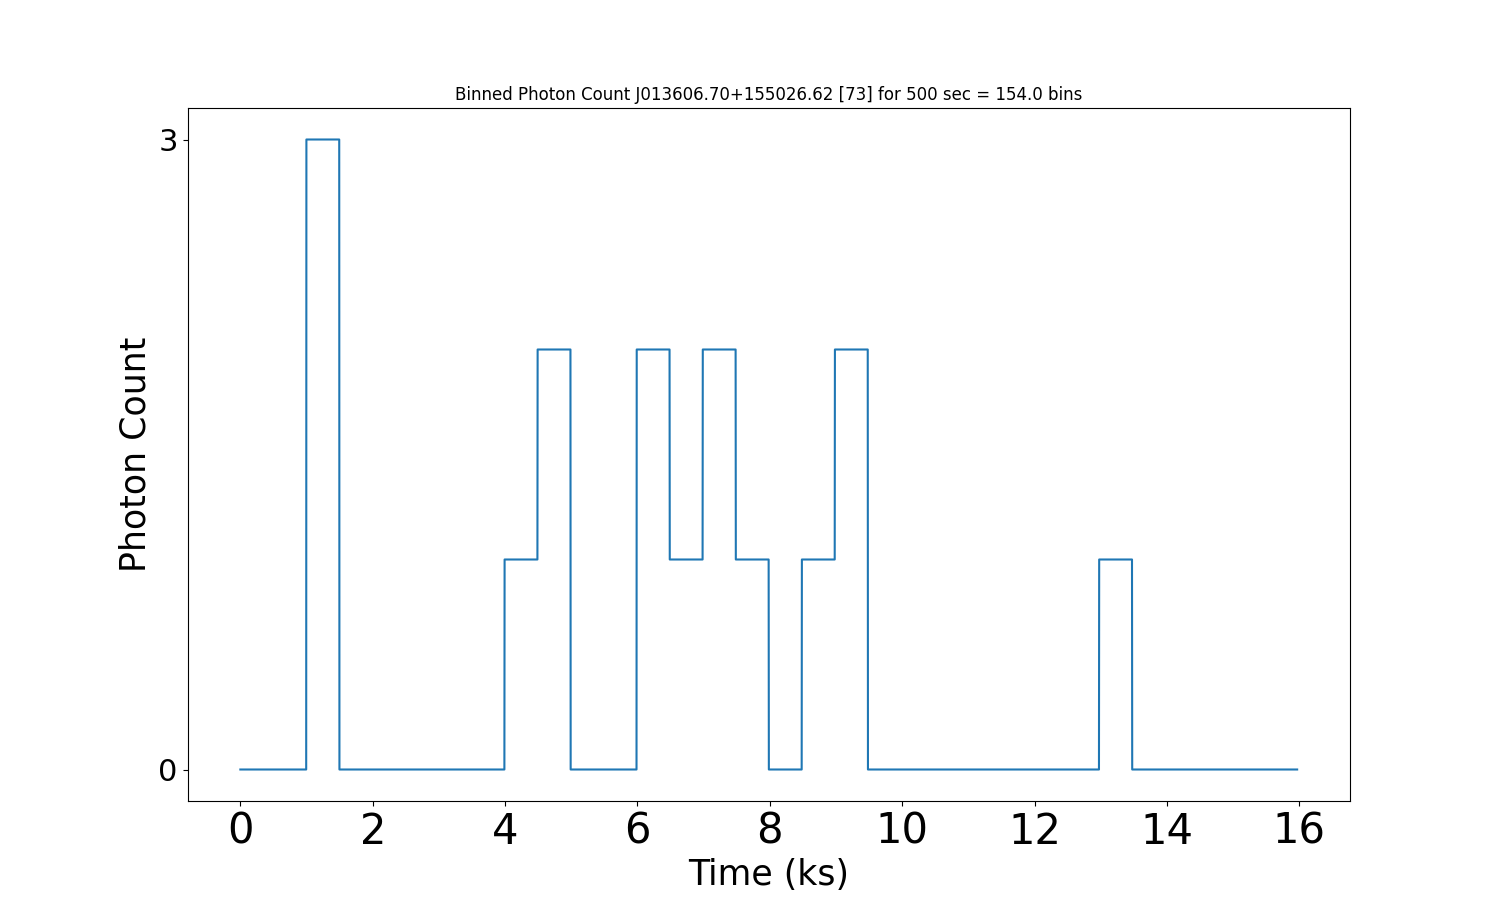 Binned Photon Count J013606.70+155026.62 [73] for 500 sec = 154.0 bins
3
Photon Count
0
0 2 4 6 8 10 12 14 16
Time (ks)